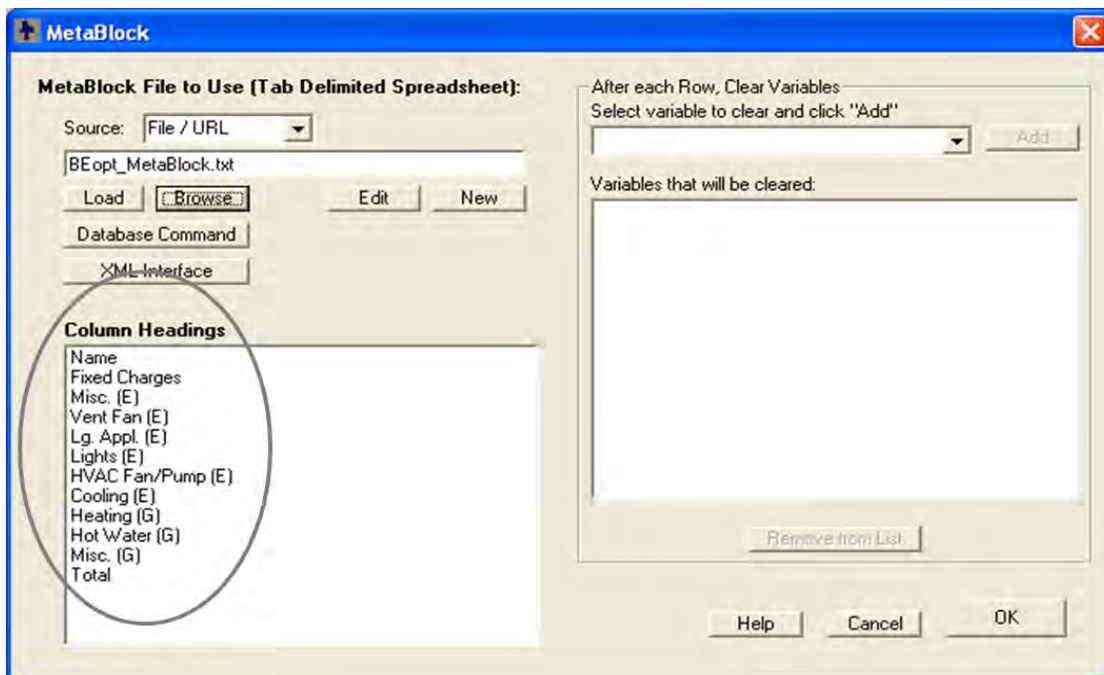 MetaBlock
MetaBlock File to Use (Tab Delimited Spreadsheet):
Source: File / URL
BEopt_MetaBlock.txt
Load Browse Edit New
Database Command
XML Interface
Column Headings
Name
Fixed Charges
Misc. (E)
Vent Fan (E)
Lg. Appl. (E)
Lights (E)
HVAC Fan/Pump (E)
Cooling (E)
Heating (G)
Hot Water (G)
Misc. (G)
Total
After each Row, Clear Variables
Select variable to clear and click "Add"
Add
Variables that will be cleared:
Remove from List
Help Cancel OK